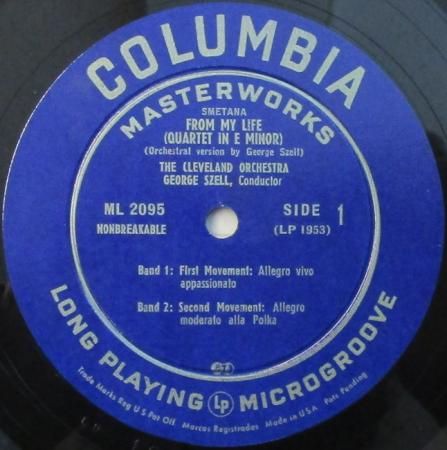 COLUMBIA
MASTERWORKS
SMETANA
FROM MY LIFE
(QUARTET IN E MINOR)
(Orchestral version by George Szell)
THE CLEVELAND ORCHESTRA
GEORGE SZELL, Conductor
ML 2095 SIDE 1
NONBREAKABLE (LP 1953)
Band 1: First Movement: Allegro vivo
appassionato
Band 2: Second Movement: Allegro
moderato alla Polka
LONG PLAYING Lp MICROGROOVE
Trade Marks Reg U S Pat Off Marcas Registradas Made in U S A Pats Pending